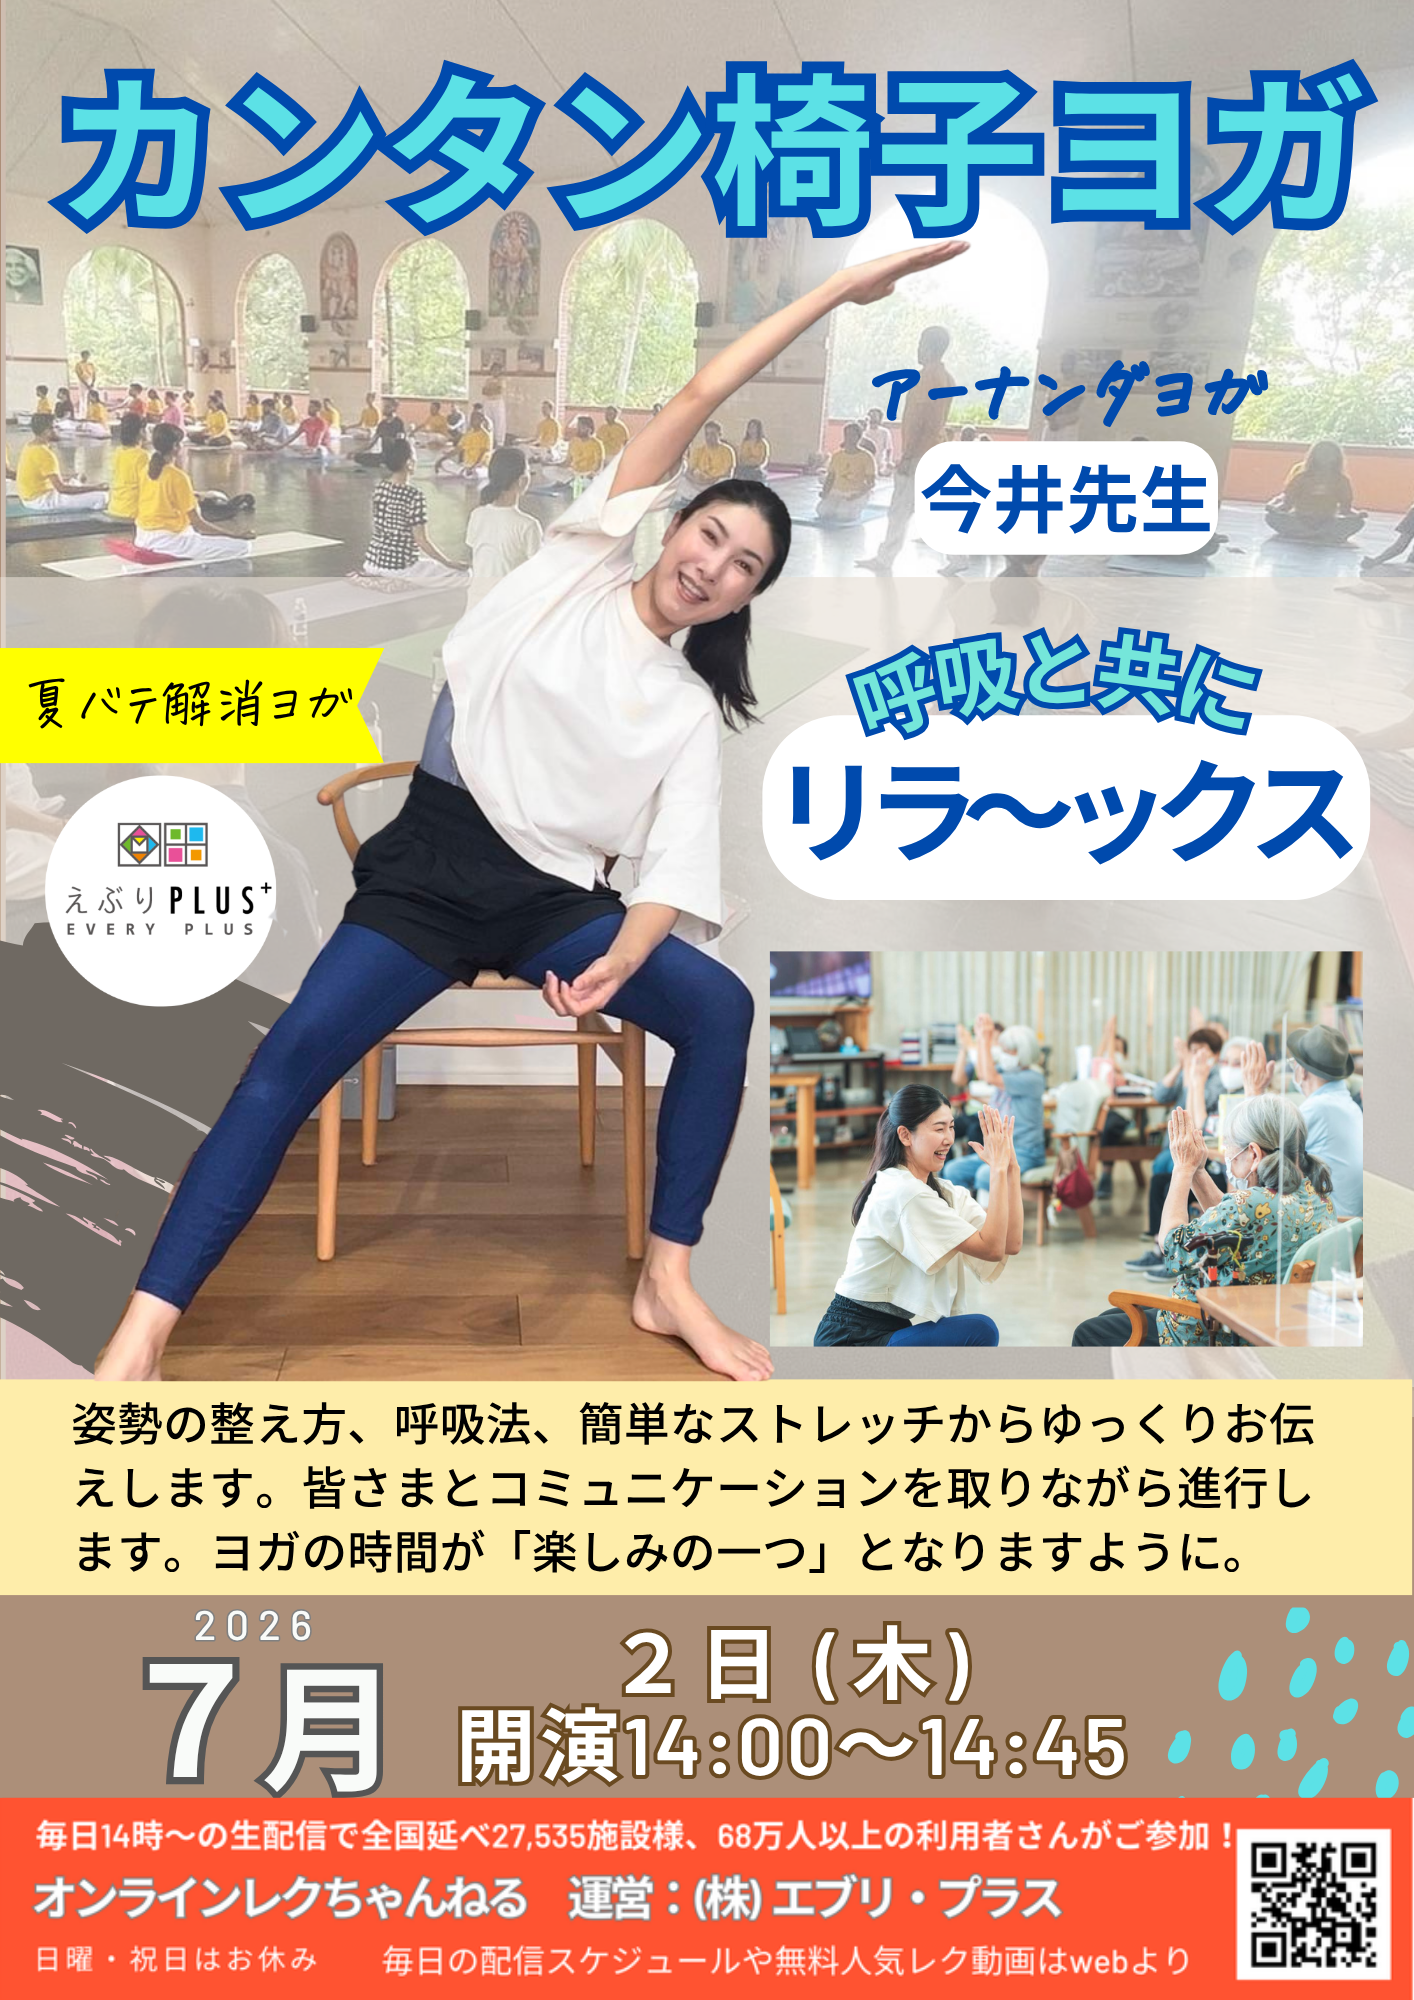 カンタン椅子ヨガ
アーナンダヨガ
今井先生
呼吸と共に
リラ〜ックス
夏バテ解消ヨガ
えぶりPLUS+
EVERY PLUS
姿勢の整え方、呼吸法、簡単なストレッチからゆっくりお伝
えします。皆さまとコミュニケーションを取りながら進行し
ます。ヨガの時間が「楽しみの一つ」となりますように。
2026
7月
2日(木)
開演14:00〜14:45
毎日14時〜の生配信で全国延べ27,535施設様、68万人以上の利用者さんがご参加！
オンラインレクちゃんねる　運営：(株)エブリ・プラス
日曜・祝日はお休み　毎日の配信スケジュールや無料人気レク動画はwebより